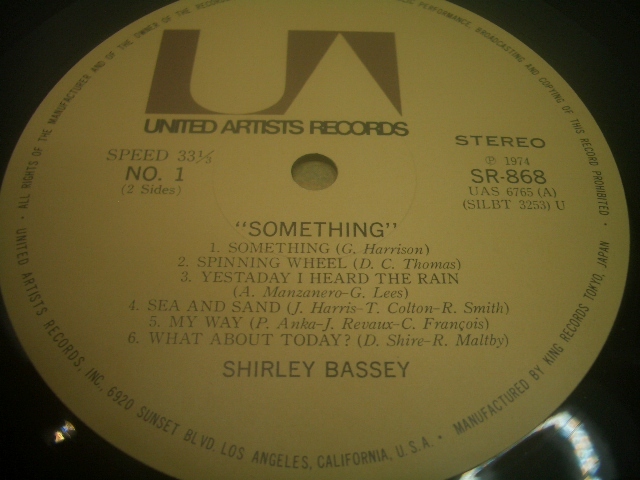 UA
UNITED ARTISTS RECORDS
SPEED 33⅓
NO. 1
(2 Sides)
STEREO
Ⓟ 1974
SR-868
UAS 6765 (A)
(SILBT 3253) U
"SOMETHING"
1. SOMETHING (G. Harrison)
2. SPINNING WHEEL (D. C. Thomas)
3. YESTADAY I HEARD THE RAIN
(A. Manzanero-G. Lees)
4. SEA AND SAND (J. Harris-T. Colton-R. Smith)
5. MY WAY (P. Anka-J. Revaux-C. François)
6. WHAT ABOUT TODAY? (D. Shire-R. Maltby)
SHIRLEY BASSEY
· ALL RIGHTS OF THE MANUFACTURER AND OF THE OWNER OF THE RECORDED PUBLIC PERFORMANCE, BROADCASTING AND COPYING OF THIS RECORD PROHIBITED ·
UNITED ARTISTS RECORDS, INC., 6920 SUNSET BLVD. LOS ANGELES, CALIFORNIA, U.S.A. · MANUFACTURED BY KING RECORDS TOKYO, JAPAN